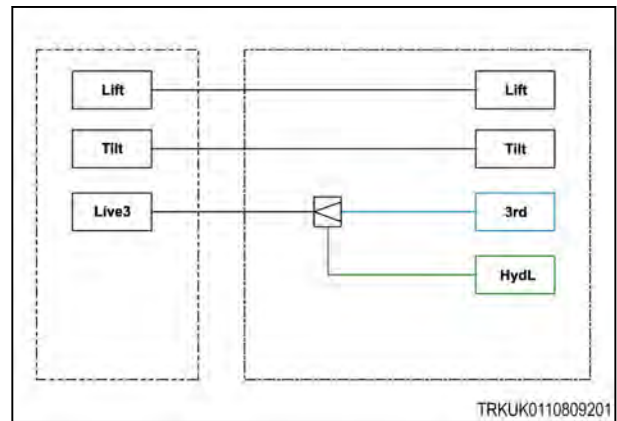 Lift Lift
Tilt Tilt
Live3 3rd
HydL
TRKUK0110809201